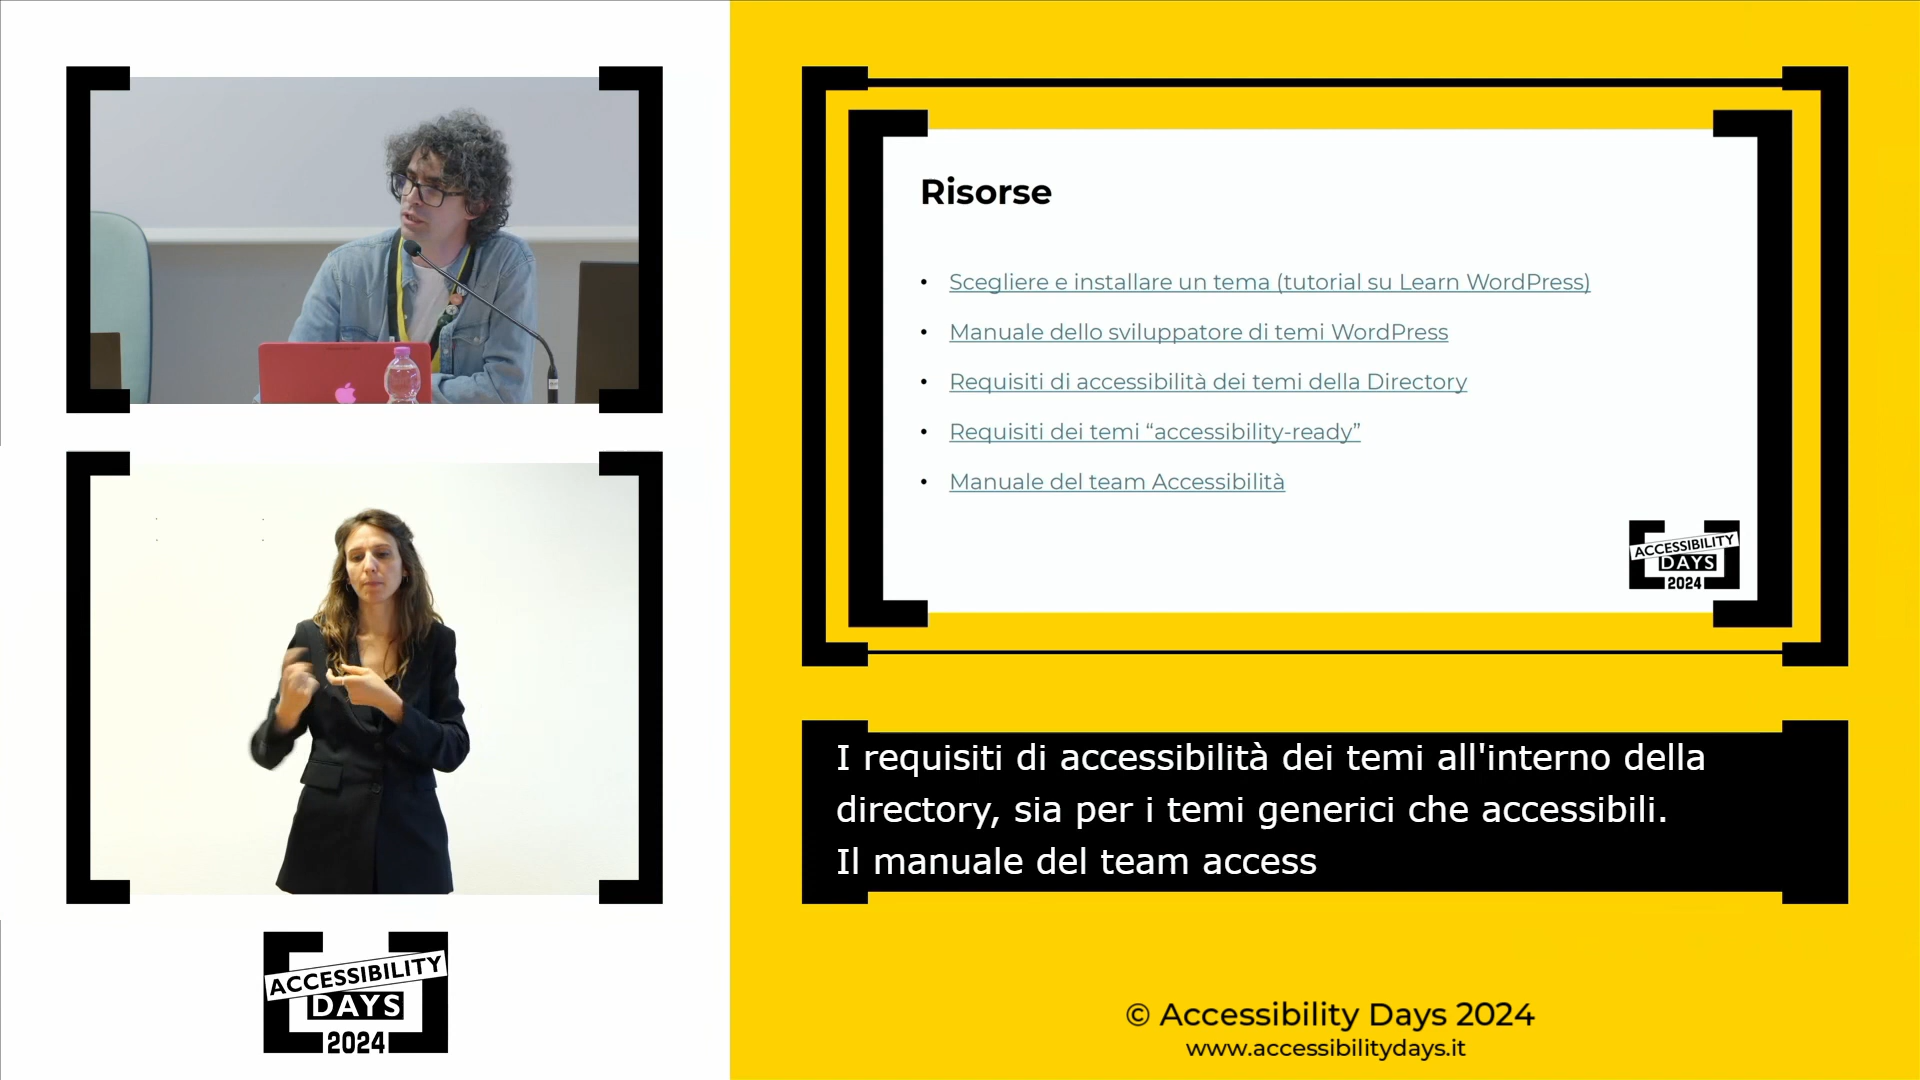 Risorse
• Scegliere e installare un tema (tutorial su Learn WordPress)
• Manuale dello sviluppatore di temi WordPress
• Requisiti di accessibilità dei temi della Directory
• Requisiti dei temi “accessibility-ready”
• Manuale del team Accessibilità
ACCESSIBILITY
DAYS
2024
I requisiti di accessibilità dei temi all'interno della
directory, sia per i temi generici che accessibili.
Il manuale del team access
ACCESSIBILITY
DAYS
2024
© Accessibility Days 2024
www.accessibilitydays.it